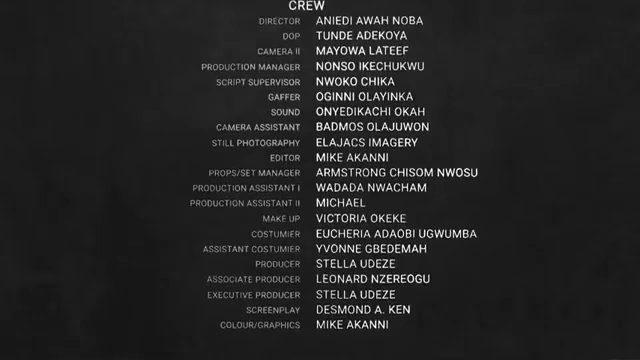 CREW
DIRECTOR ANIEDI AWAH NOBA
DOP TUNDE ADEKOYA
CAMERA II MAYOWA LATEEF
PRODUCTION MANAGER NONSO IKECHUKWU
SCRIPT SUPERVISOR NWOKO CHIKA
GAFFER OGINNI OLAYINKA
SOUND ONYEDIKACHI OKAH
CAMERA ASSISTANT BADMOS OLAJUWON
STILL PHOTOGRAPHY ELAJACS IMAGERY
EDITOR MIKE AKANNI
PROPS/SET MANAGER ARMSTRONG CHISOM NWOSU
PRODUCTION ASSISTANT I WADADA NWACHAM
PRODUCTION ASSISTANT II MICHAEL
MAKE UP VICTORIA OKEKE
COSTUMIER EUCHERIA ADAOBI UGWUMBA
ASSISTANT COSTUMIER YVONNE GBEDEMAH
PRODUCER STELLA UDEZE
ASSOCIATE PRODUCER LEONARD NZEREOGU
EXECUTIVE PRODUCER STELLA UDEZE
SCREENPLAY DESMOND A. KEN
COLOUR/GRAPHICS MIKE AKANNI